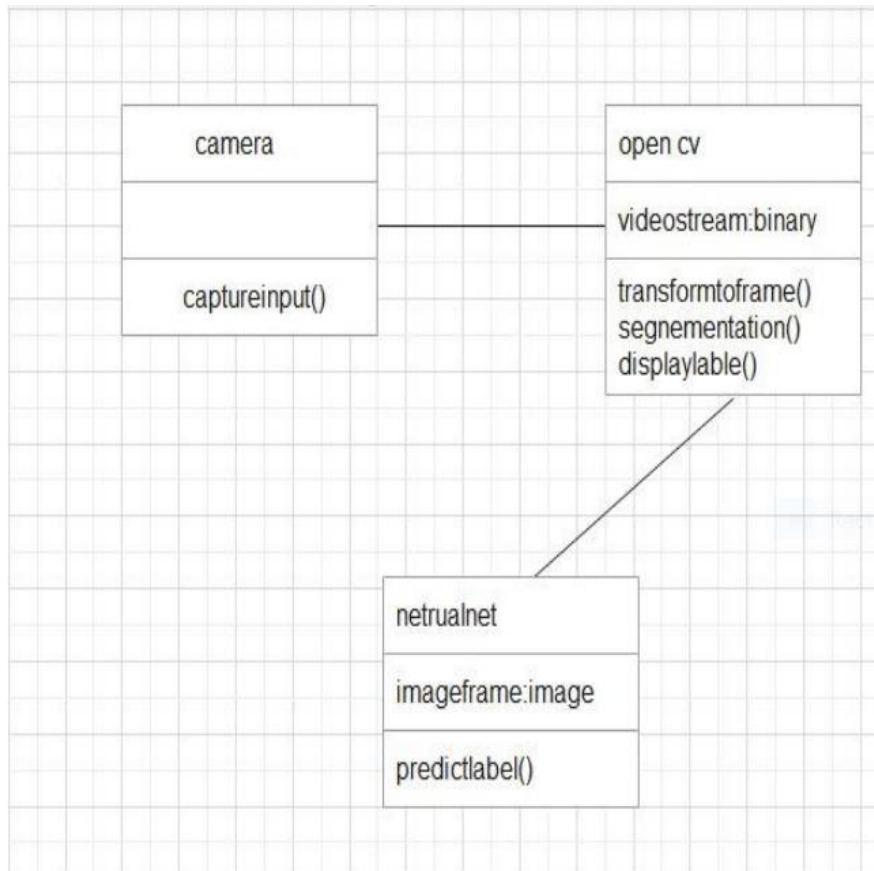 camera
captureinput()
open cv
videostream:binary
transformtoframe()
segnementation()
displaylable()
netrualnet
imageframe:image
predictlabel()